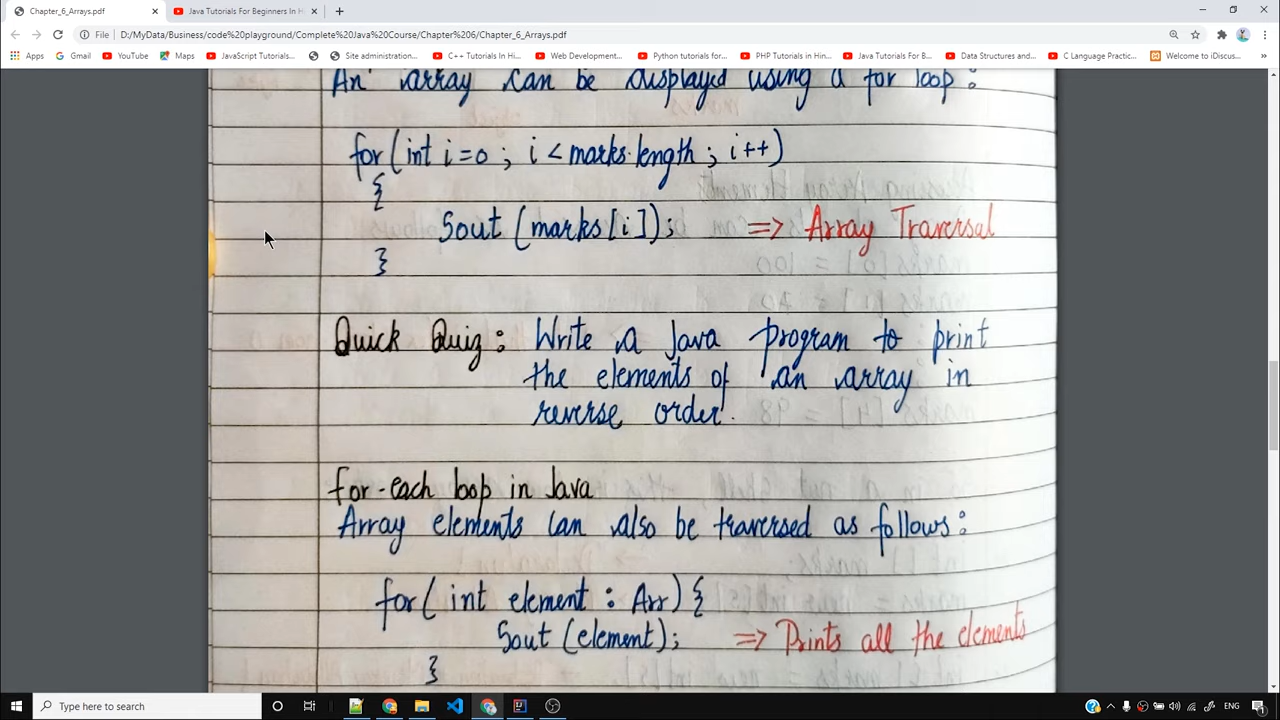 Chapter_6_Arrays.pdf
Java Tutorials For Beginners In H
File
D:/MyData/Business/code%20playground/Complete%20Java%20Course/Chapter%206/Chapter_6_Arrays.pdf
Apps
Gmail
YouTube
Maps
JavaScript Tutorials...
Site administration...
C++ Tutorials In Hi...
Web Development...
Python tutorials for...
PHP Tutorials in Hin...
Java Tutorials For B...
Data Structures and...
C Language Practic...
Welcome to iDiscus...
An array can be displayed using a for loop:
for(int i=0; i<marks.length; i++)
{
Sout(marks[i]); => Array Traversal
}
Quick Quiz: Write a Java program to print
the elements of an array in
reverse order.
for-each loop in Java
Array elements can also be traversed as follows:
for( int element : Arr) {
Sout (element); => Prints all the elements
}
Type here to search
ENG